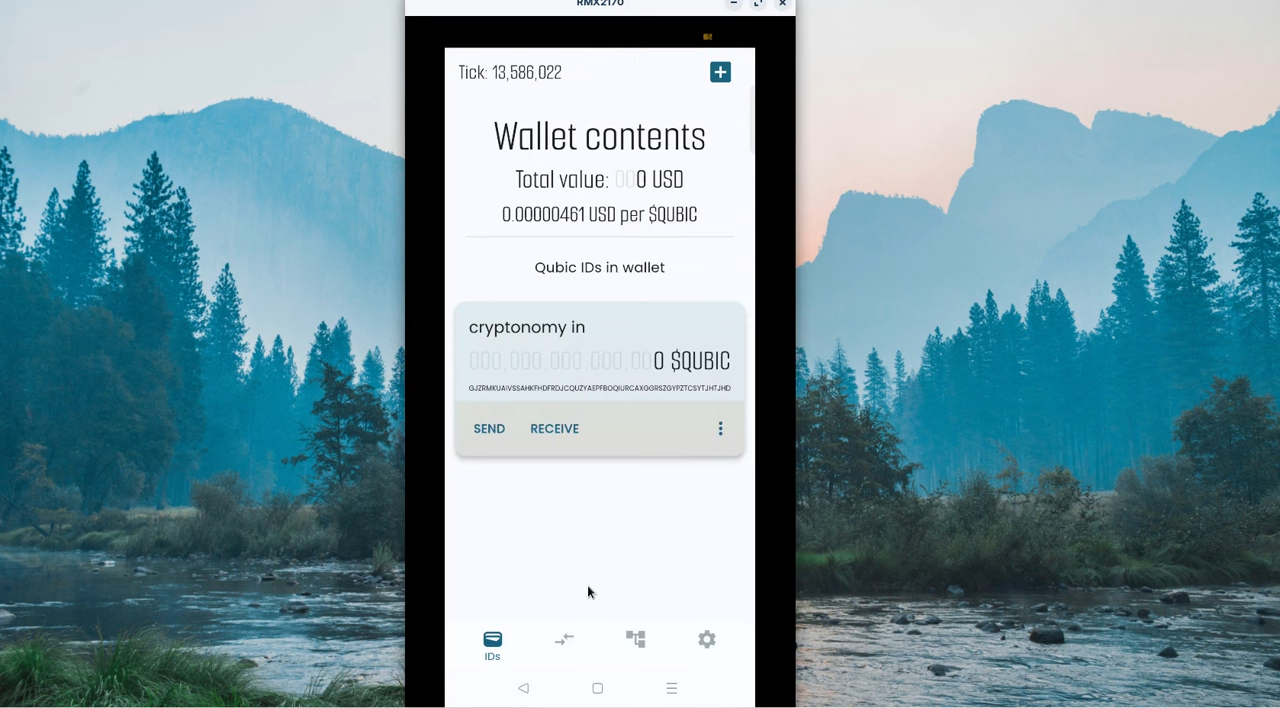 RMX2170
Tick: 13,586,022
Wallet contents
Total value: 000 USD
0.00000461 USD per $QUBIC
Qubic IDs in wallet
cryptonomy in
000,000,000,000,000 $QUBIC
GJZRMKUAIVSSAHKFHDFRDJCQUZYAEPFBOQIURCAXGGRSZGYPZTCSYTJHTJHD
SEND RECEIVE
IDs